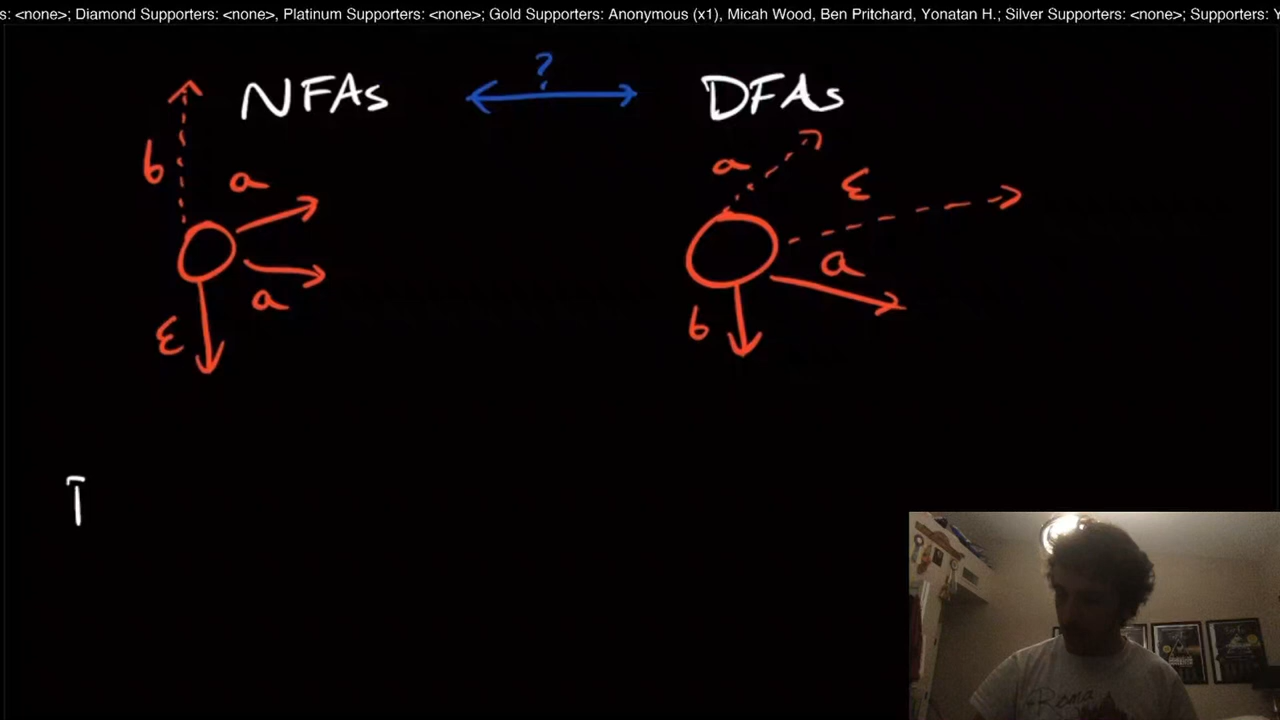 s: <none>; Diamond Supporters: <none>, Platinum Supporters: <none>; Gold Supporters: Anonymous (x1), Micah Wood, Ben Pritchard, Yonatan H.; Silver Supporters: <none>; Supporters: Y
?
NFAs DFAs
b a
a ε
a
a
ε
b
I
Roma